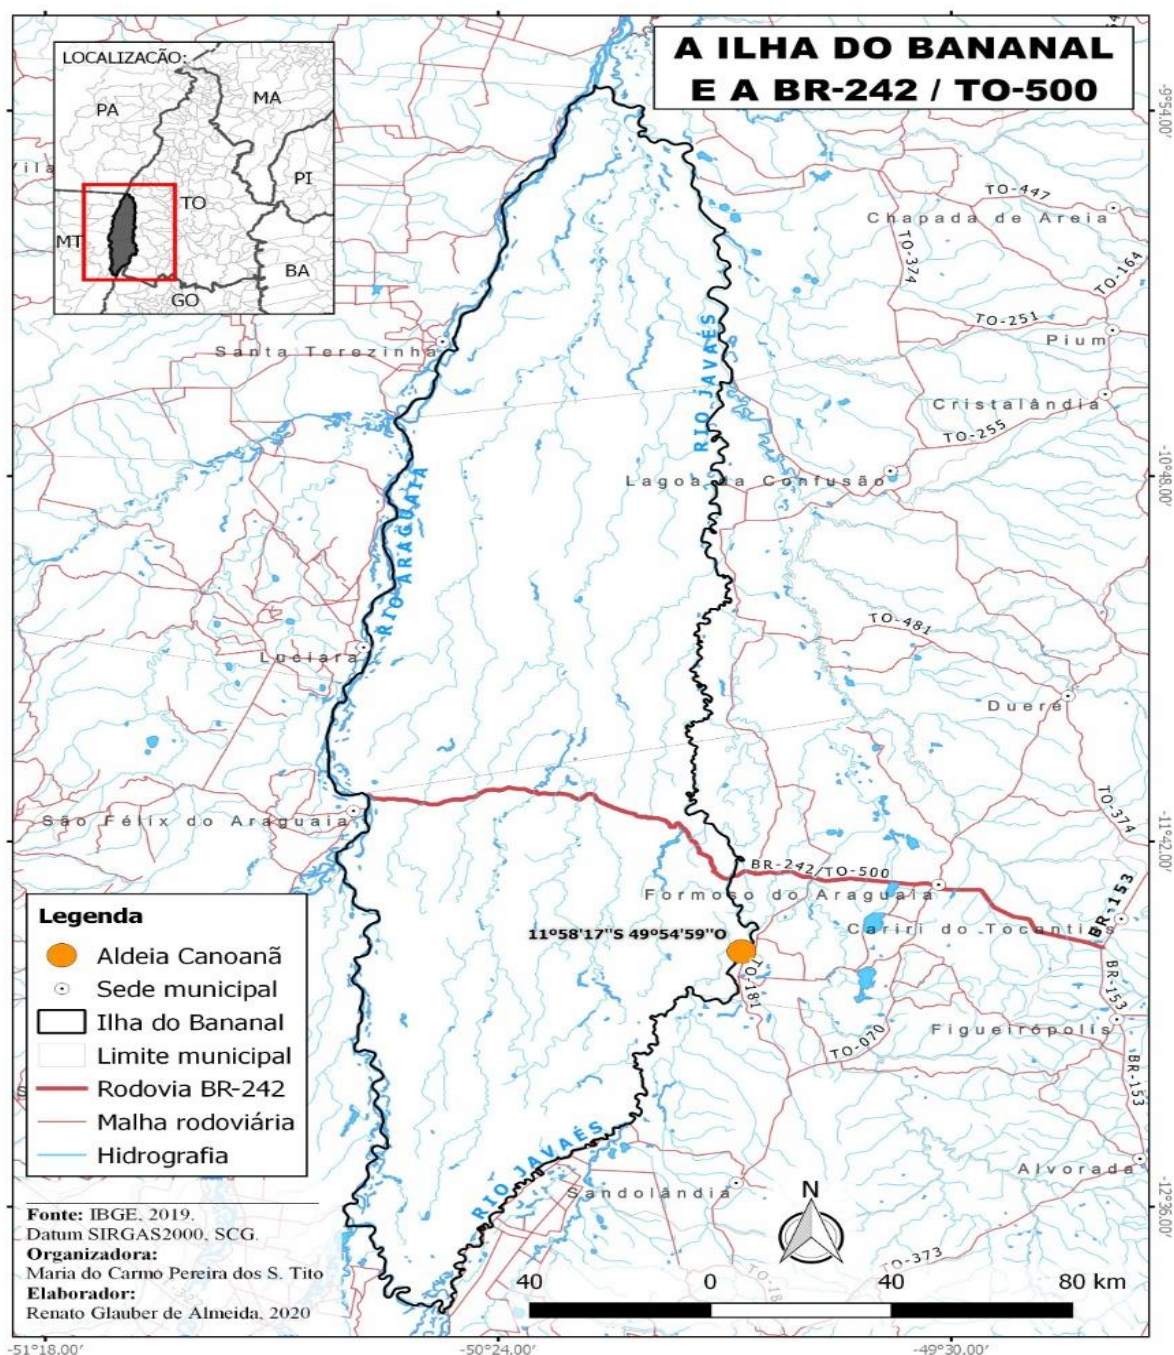 A ILHA DO BANANAL
E A BR-242 / TO-500
LOCALIZACÃO:
PA
MA
PI
TO
MT
BA
GO
-9°54.00'
TO-447
Chapada de Areia
TO-374
TO-164
TO-251
Pium
Santa Terezinha
RIO JAVAÉS
Cristalândia
TO-255
Lagoa da Confusão
-10°48.00'
RIO ARAGUAIA
TO-481
Luciara
Dueré
São Félix do Araguaia
TO-374
-11°42.00'
BR-242/TO-500
Formoso do Araguaia
BR-153
Cariri do Tocantins
11°58'17"S 49°54'59"O
TO-181
BR-153
Figueirópolis
TO-070
BR-153
RIO JAVAÉS
Alvorada
Sandolândia
-12°36.00'
TO-373
Legenda
Aldeia Canoanã
Sede municipal
Ilha do Bananal
Limite municipal
Rodovia BR-242
Malha rodoviária
Hidrografia
Fonte: IBGE, 2019.
Datum SIRGAS2000, SCG.
Organizadora:
Maria do Carmo Pereira dos S. Tito
Elaborador:
Renato Glauber de Almeida, 2020
N
40 0 40 80 km
-51°18.00' -50°24.00' -49°30.00'